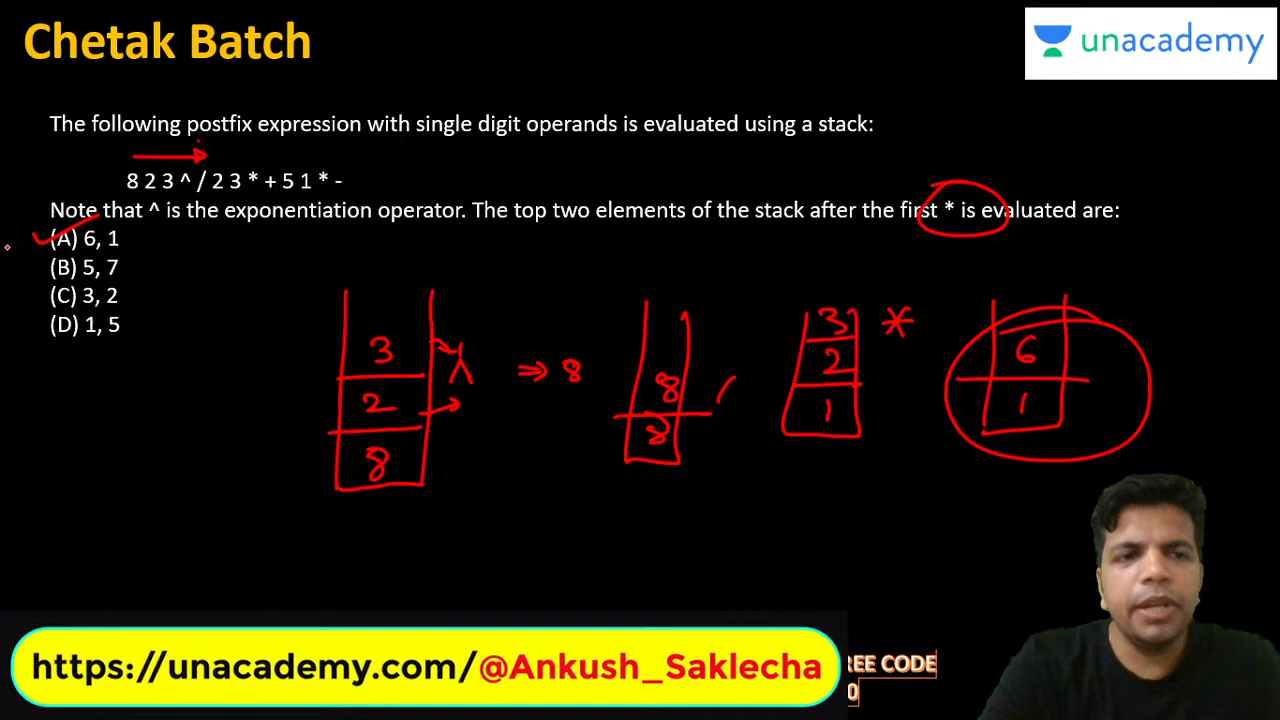 Chetak Batch
unacademy
The following postfix expression with single digit operands is evaluated using a stack:
8 2 3 ^ / 2 3 * + 5 1 * -
Note that ^ is the exponentiation operator. The top two elements of the stack after the first * is evaluated are:
(A) 6, 1
(B) 5, 7
(C) 3, 2
(D) 1, 5
3 ^ ⇒ 8
2
8
8 /
8
3 *
2
1
6
1
https://unacademy.com/@Ankush_Saklecha
REE CODE
0